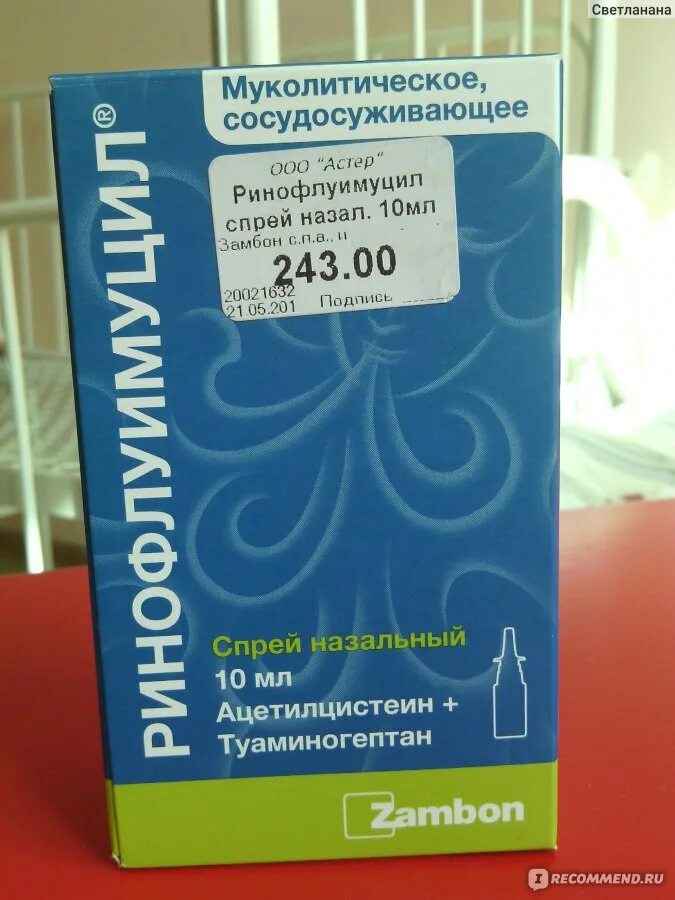 Светланана
Муколитическое,
сосудосуживающее
ООО "Астер"
Ринофлуимуцил
спрей назал. 10мл
Замбон с.п.а., и
243.00
20021632
21.05.201 Подпись
РИНОФЛУИМУЦИЛ®
Спрей назальный
10 мл
Ацетилцистеин +
Туаминогептан
Zambon
IRECOMMEND.RU